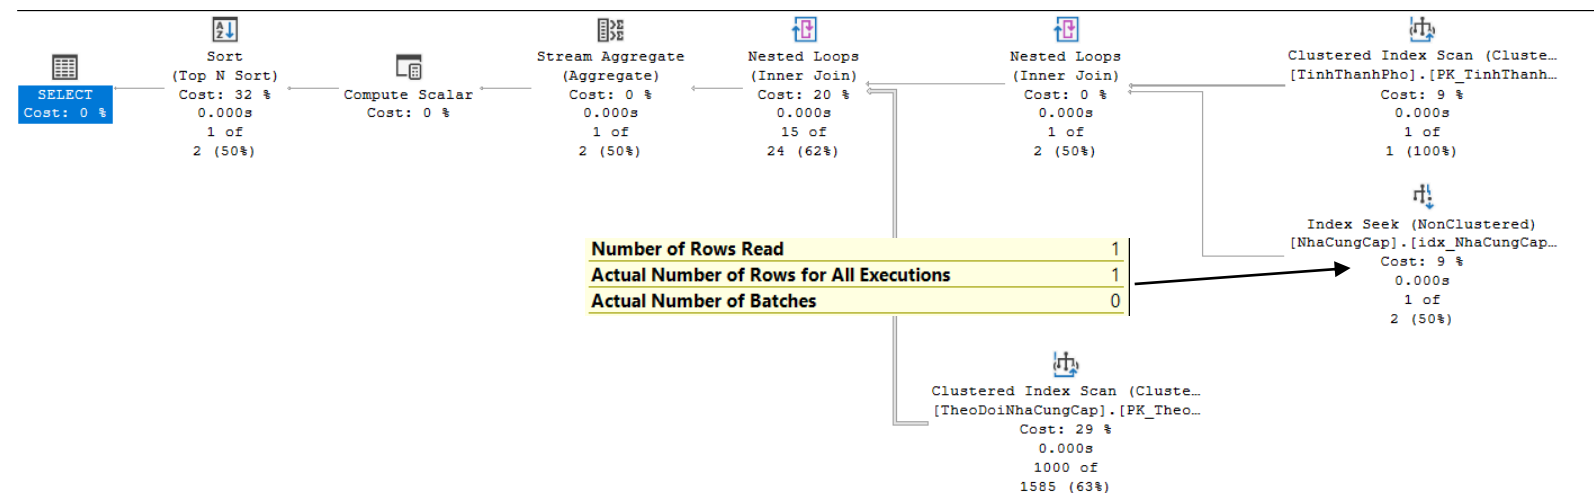 SELECT
Cost: 0 %
Sort
(Top N Sort)
Cost: 32 %
0.000s
1 of
2 (50%)
Compute Scalar
Cost: 0 %
Stream Aggregate
(Aggregate)
Cost: 0 %
0.000s
1 of
2 (50%)
Nested Loops
(Inner Join)
Cost: 20 %
0.000s
15 of
24 (62%)
Nested Loops
(Inner Join)
Cost: 0 %
0.000s
1 of
2 (50%)
Clustered Index Scan (Cluste…
[TinhThanhPho].[PK_TinhThanh…
Cost: 9 %
0.000s
1 of
1 (100%)
Index Seek (NonClustered)
[NhaCungCap].[idx_NhaCungCap…
Cost: 9 %
0.000s
1 of
2 (50%)
Number of Rows Read 1
Actual Number of Rows for All Executions 1
Actual Number of Batches 0
Clustered Index Scan (Cluste…
[TheoDoiNhaCungCap].[PK_Theo…
Cost: 29 %
0.000s
1000 of
1585 (63%)